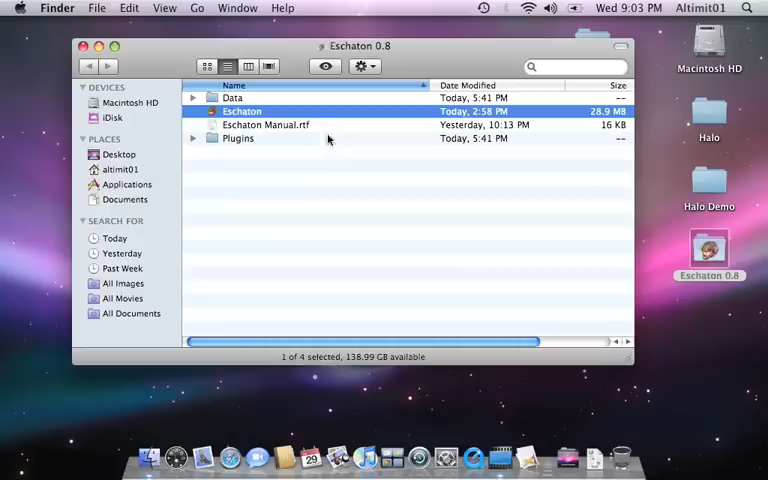 Finder File Edit View Go Window Help Wed 9:03 PM Altimit01
Eschaton 0.8
DEVICES
Macintosh HD
iDisk
PLACES
Desktop
altimit01
Applications
Documents
SEARCH FOR
Today
Yesterday
Past Week
All Images
All Movies
All Documents
Name Date Modified Size
Data Today, 5:41 PM --
Eschaton Today, 2:58 PM 28.9 MB
Eschaton Manual.rtf Yesterday, 10:13 PM 16 KB
Plugins Today, 5:41 PM --
1 of 4 selected, 138.99 GB available
Macintosh HD
Halo
Halo Demo
Eschaton 0.8
29